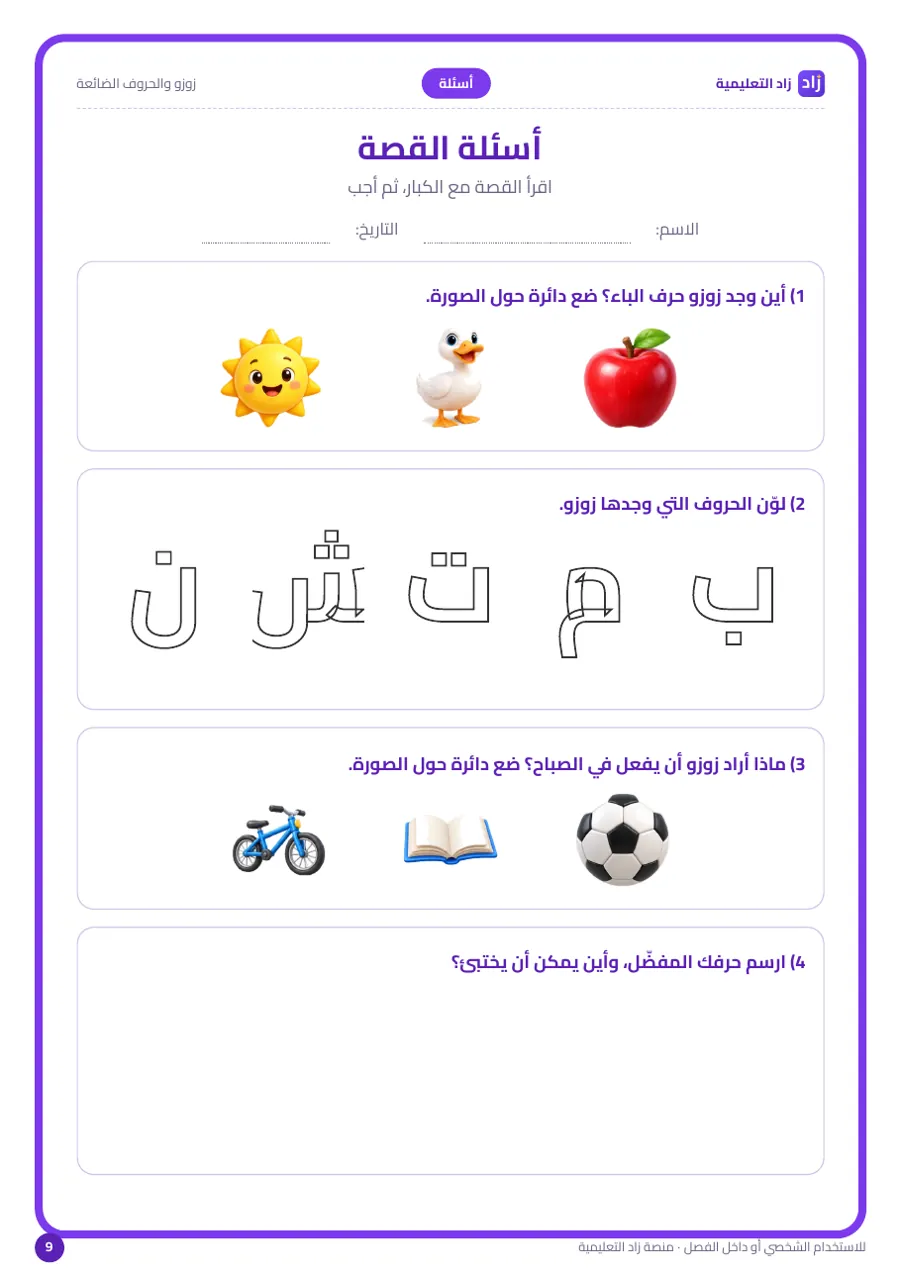 زاد
زاد التعليمية
أسئلة
زوزو والحروف الضائعة
أسئلة القصة
اقرأ القصة مع الكبار، ثم أجب
الاسم:
التاريخ:
1) أين وجد زوزو حرف الباء؟ ضع دائرة حول الصورة.
2) لوّن الحروف التي وجدها زوزو.
ب م ت ش ن
3) ماذا أراد زوزو أن يفعل في الصباح؟ ضع دائرة حول الصورة.
4) ارسم حرفك المفضّل، وأين يمكن أن يختبئ؟
للاستخدام الشخصي أو داخل الفصل · منصة زاد التعليمية
9